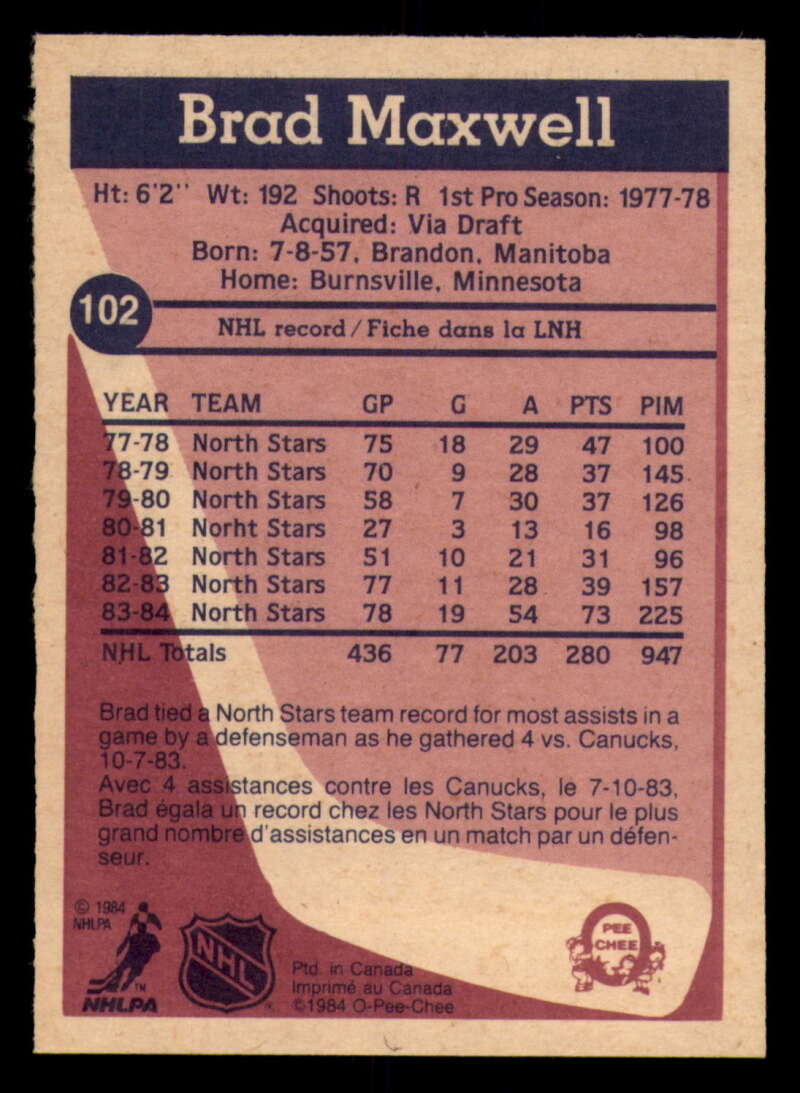 Brad Maxwell
Ht: 6'2" Wt: 192 Shoots: R 1st Pro Season: 1977-78
Acquired: Via Draft
Born: 7-8-57, Brandon, Manitoba
Home: Burnsville, Minnesota
102
NHL record / Fiche dans la LNH
YEAR TEAM GP G A PTS PIM
77-78 North Stars 75 18 29 47 100
78-79 North Stars 70 9 28 37 145
79-80 North Stars 58 7 30 37 126
80-81 Norht Stars 27 3 13 16 98
81-82 North Stars 51 10 21 31 96
82-83 North Stars 77 11 28 39 157
83-84 North Stars 78 19 54 73 225
NHL Totals 436 77 203 280 947
Brad tied a North Stars team record for most assists in a
game by a defenseman as he gathered 4 vs. Canucks,
10-7-83.
Avec 4 assistances contre les Canucks, le 7-10-83,
Brad égala un record chez les North Stars pour le plus
grand nombre d'assistances en un match par un défen-
seur.
© 1984
NHLPA
TM
NHLPA
NHL
Ptd. in Canada
Imprimé au Canada
©1984 O-Pee-Chee
PEE
CHEE